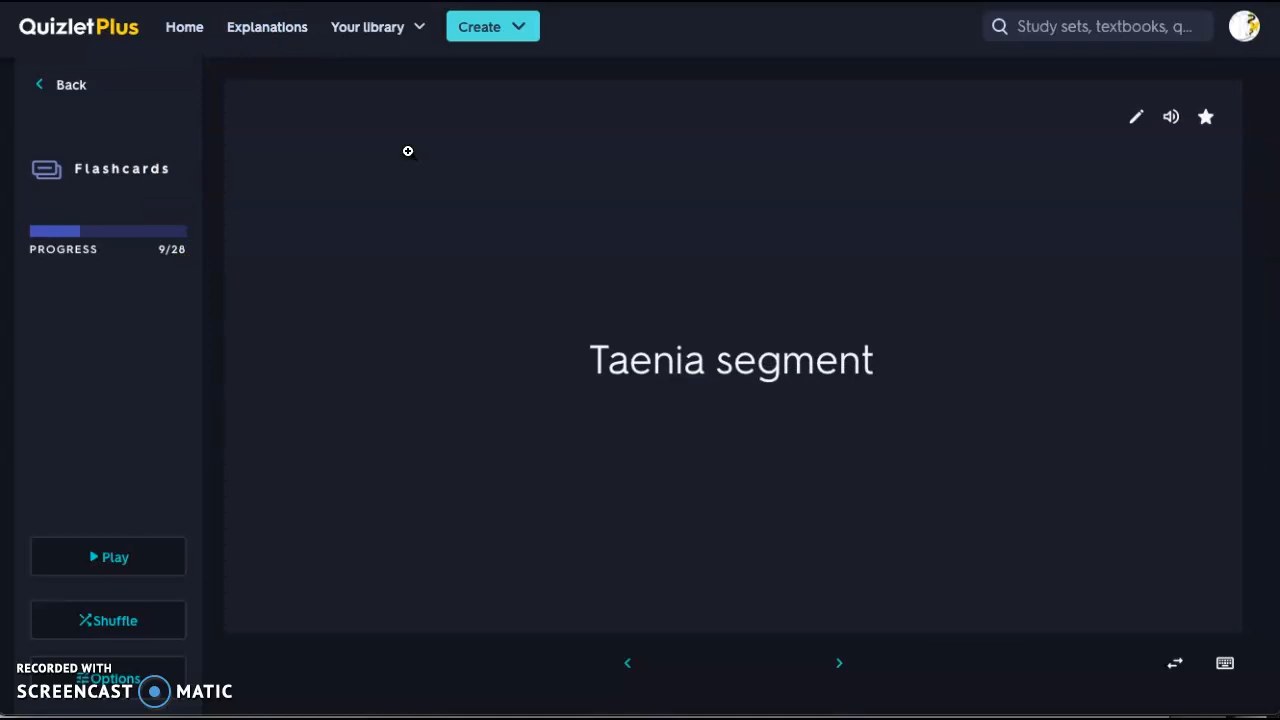 QuizletPlus Home Explanations Your library Create Study sets, textbooks, q...
Back
Flashcards
PROGRESS 9/28
Taenia segment
Play
Shuffle
Options
RECORDED WITH
SCREENCAST MATIC